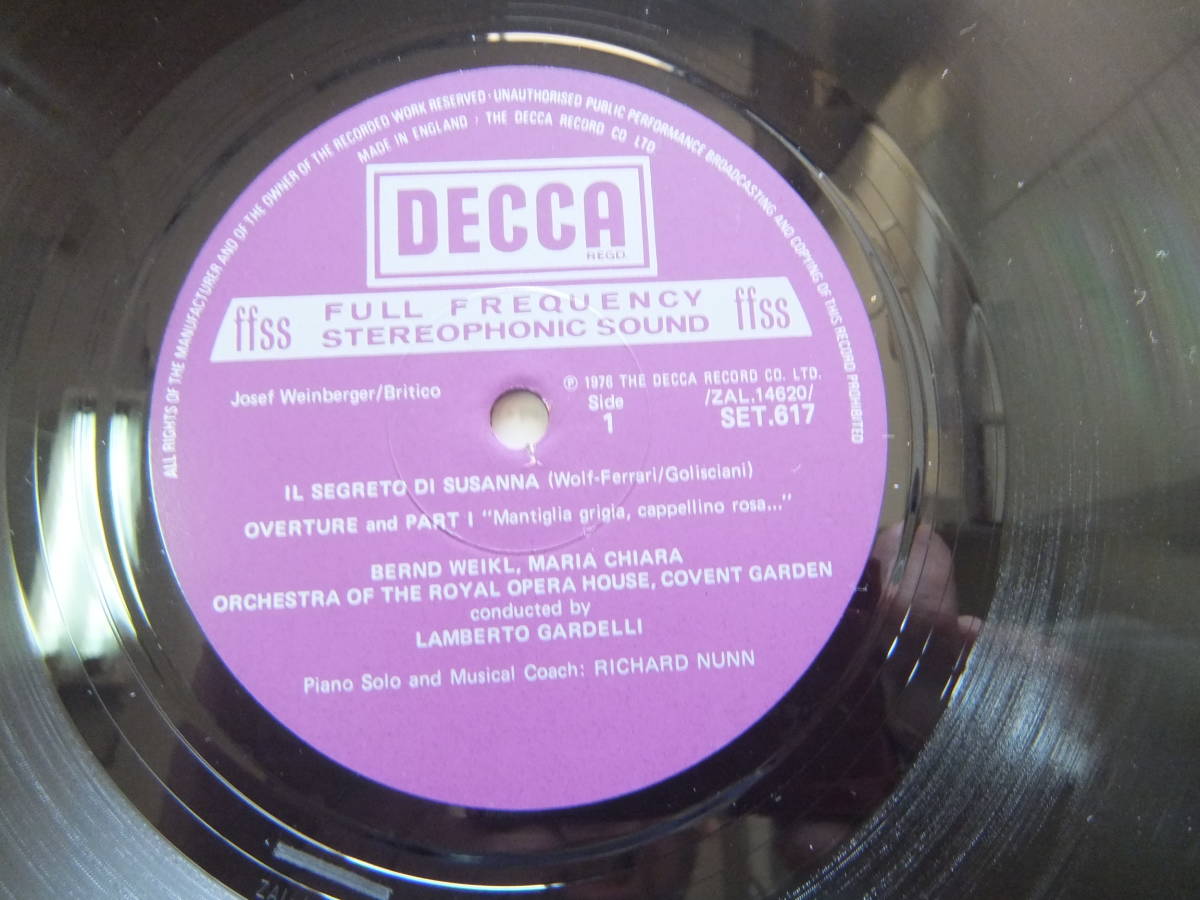 ALL RIGHTS OF THE MANUFACTURER AND OF THE OWNER OF THE RECORDED WORK RESERVED · UNAUTHORISED PUBLIC PERFORMANCE BROADCASTING AND COPYING OF THIS RECORD PROHIBITED
MADE IN ENGLAND , THE DECCA RECORD CO LTD
DECCA
REGD.
ffss FULL FREQUENCY ffss
STEREOPHONIC SOUND
Josef Weinberger/Britico
℗ 1976 THE DECCA RECORD CO. LTD.
Side /ZAL.14620/
1 SET.617
IL SEGRETO DI SUSANNA (Wolf-Ferrari/Golisciani)
OVERTURE and PART I "Mantiglia grigia, cappellino rosa..."
BERND WEIKL, MARIA CHIARA
ORCHESTRA OF THE ROYAL OPERA HOUSE, COVENT GARDEN
conducted by
LAMBERTO GARDELLI
Piano Solo and Musical Coach: RICHARD NUNN